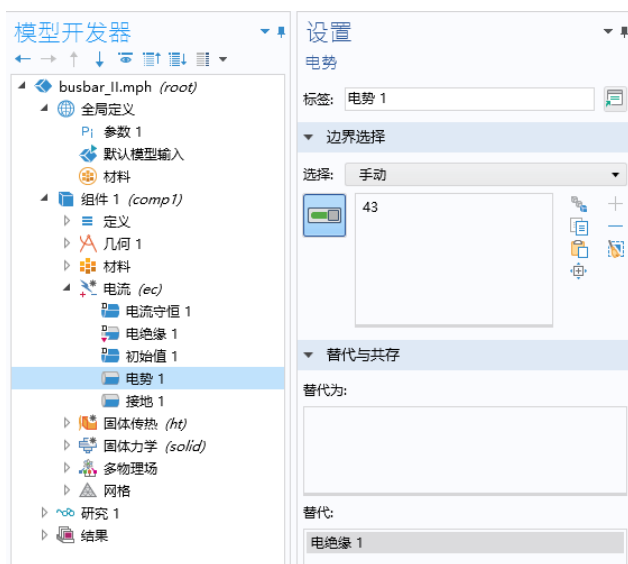 模型开发器
busbar_II.mph (root)
全局定义
Pi 参数 1
默认模型输入
材料
组件 1 (comp1)
定义
几何 1
材料
电流 (ec)
电流守恒 1
电绝缘 1
初始值 1
电势 1
接地 1
固体传热 (ht)
固体力学 (solid)
多物理场
网格
研究 1
结果
设置
电势
标签: 电势 1
边界选择
选择: 手动
43
替代与共存
替代为:
替代:
电绝缘 1